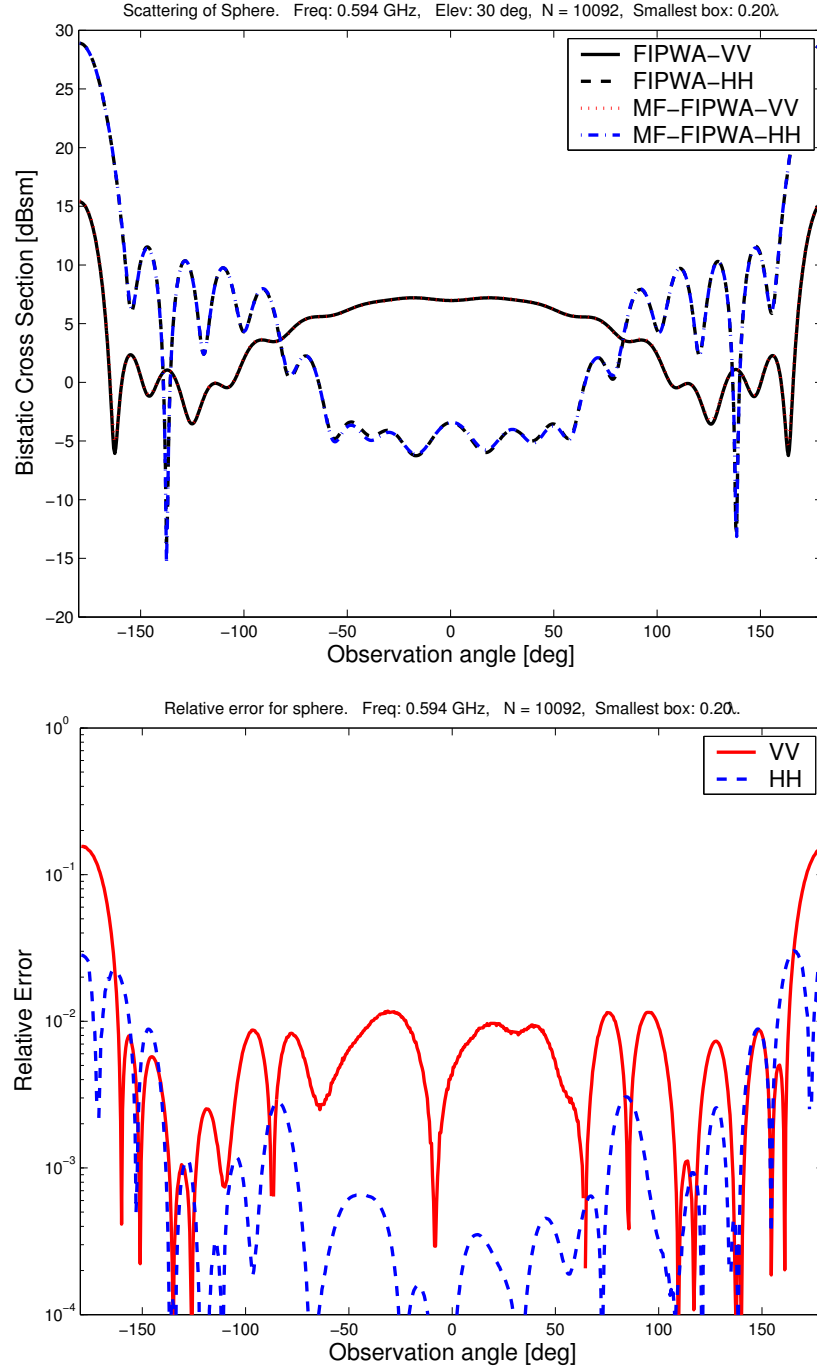 Scattering of Sphere. Freq: 0.594 GHz, Elev: 30 deg, N = 10092, Smallest box: 0.20λ
30
25
20
15
10
5
0
−5
−10
−15
−20
Bistatic Cross Section [dBsm]
FIPWA−VV
FIPWA−HH
MF−FIPWA−VV
MF−FIPWA−HH
−150 −100 −50 0 50 100 150
Observation angle [deg]
Relative error for sphere. Freq: 0.594 GHz, N = 10092, Smallest box: 0.20λ.
10^0
10^−1
10^−2
10^−3
10^−4
Relative Error
VV
HH
−150 −100 −50 0 50 100 150
Observation angle [deg]